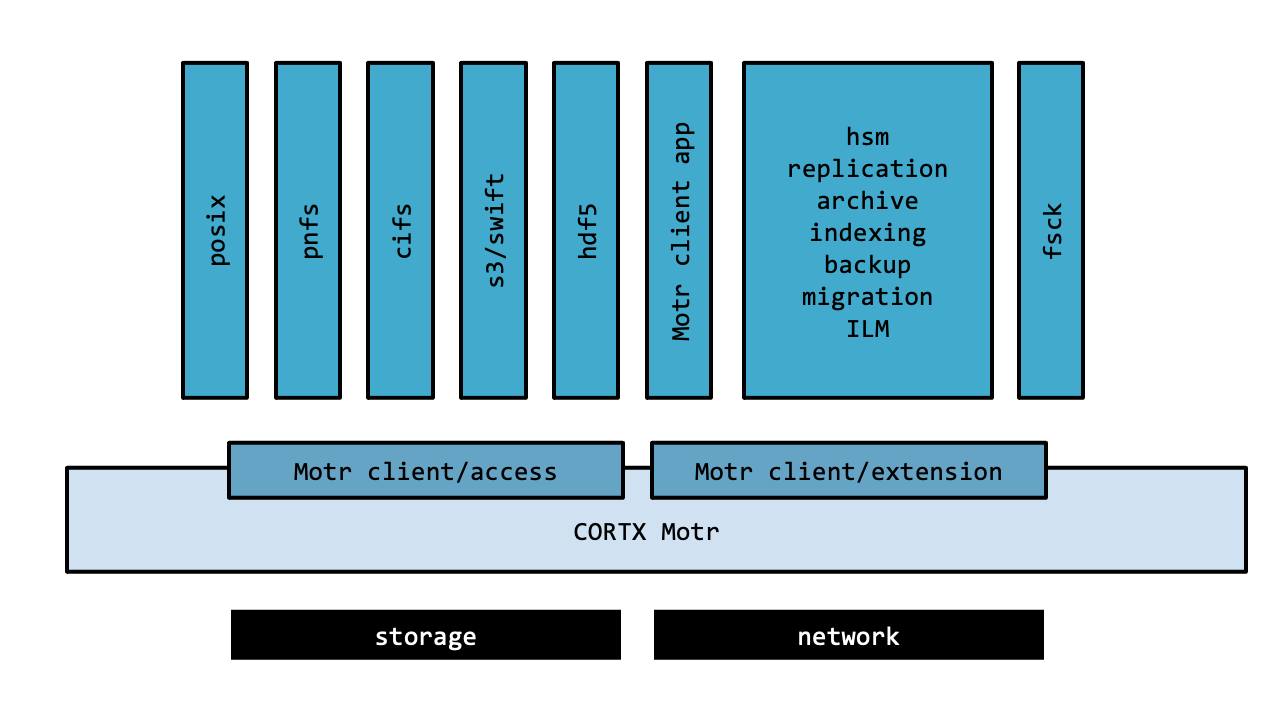 posix
pnfs
cifs
s3/swift
hdf5
Motr client app
hsm
replication
archive
indexing
backup
migration
ILM
fsck
Motr client/access
Motr client/extension
CORTX Motr
storage
network